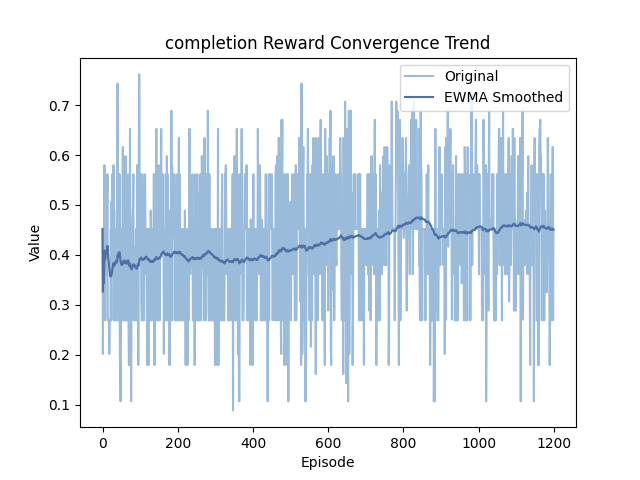 completion Reward Convergence Trend
Original
EWMA Smoothed
Value
0.7
0.6
0.5
0.4
0.3
0.2
0.1
0 200 400 600 800 1000 1200
Episode